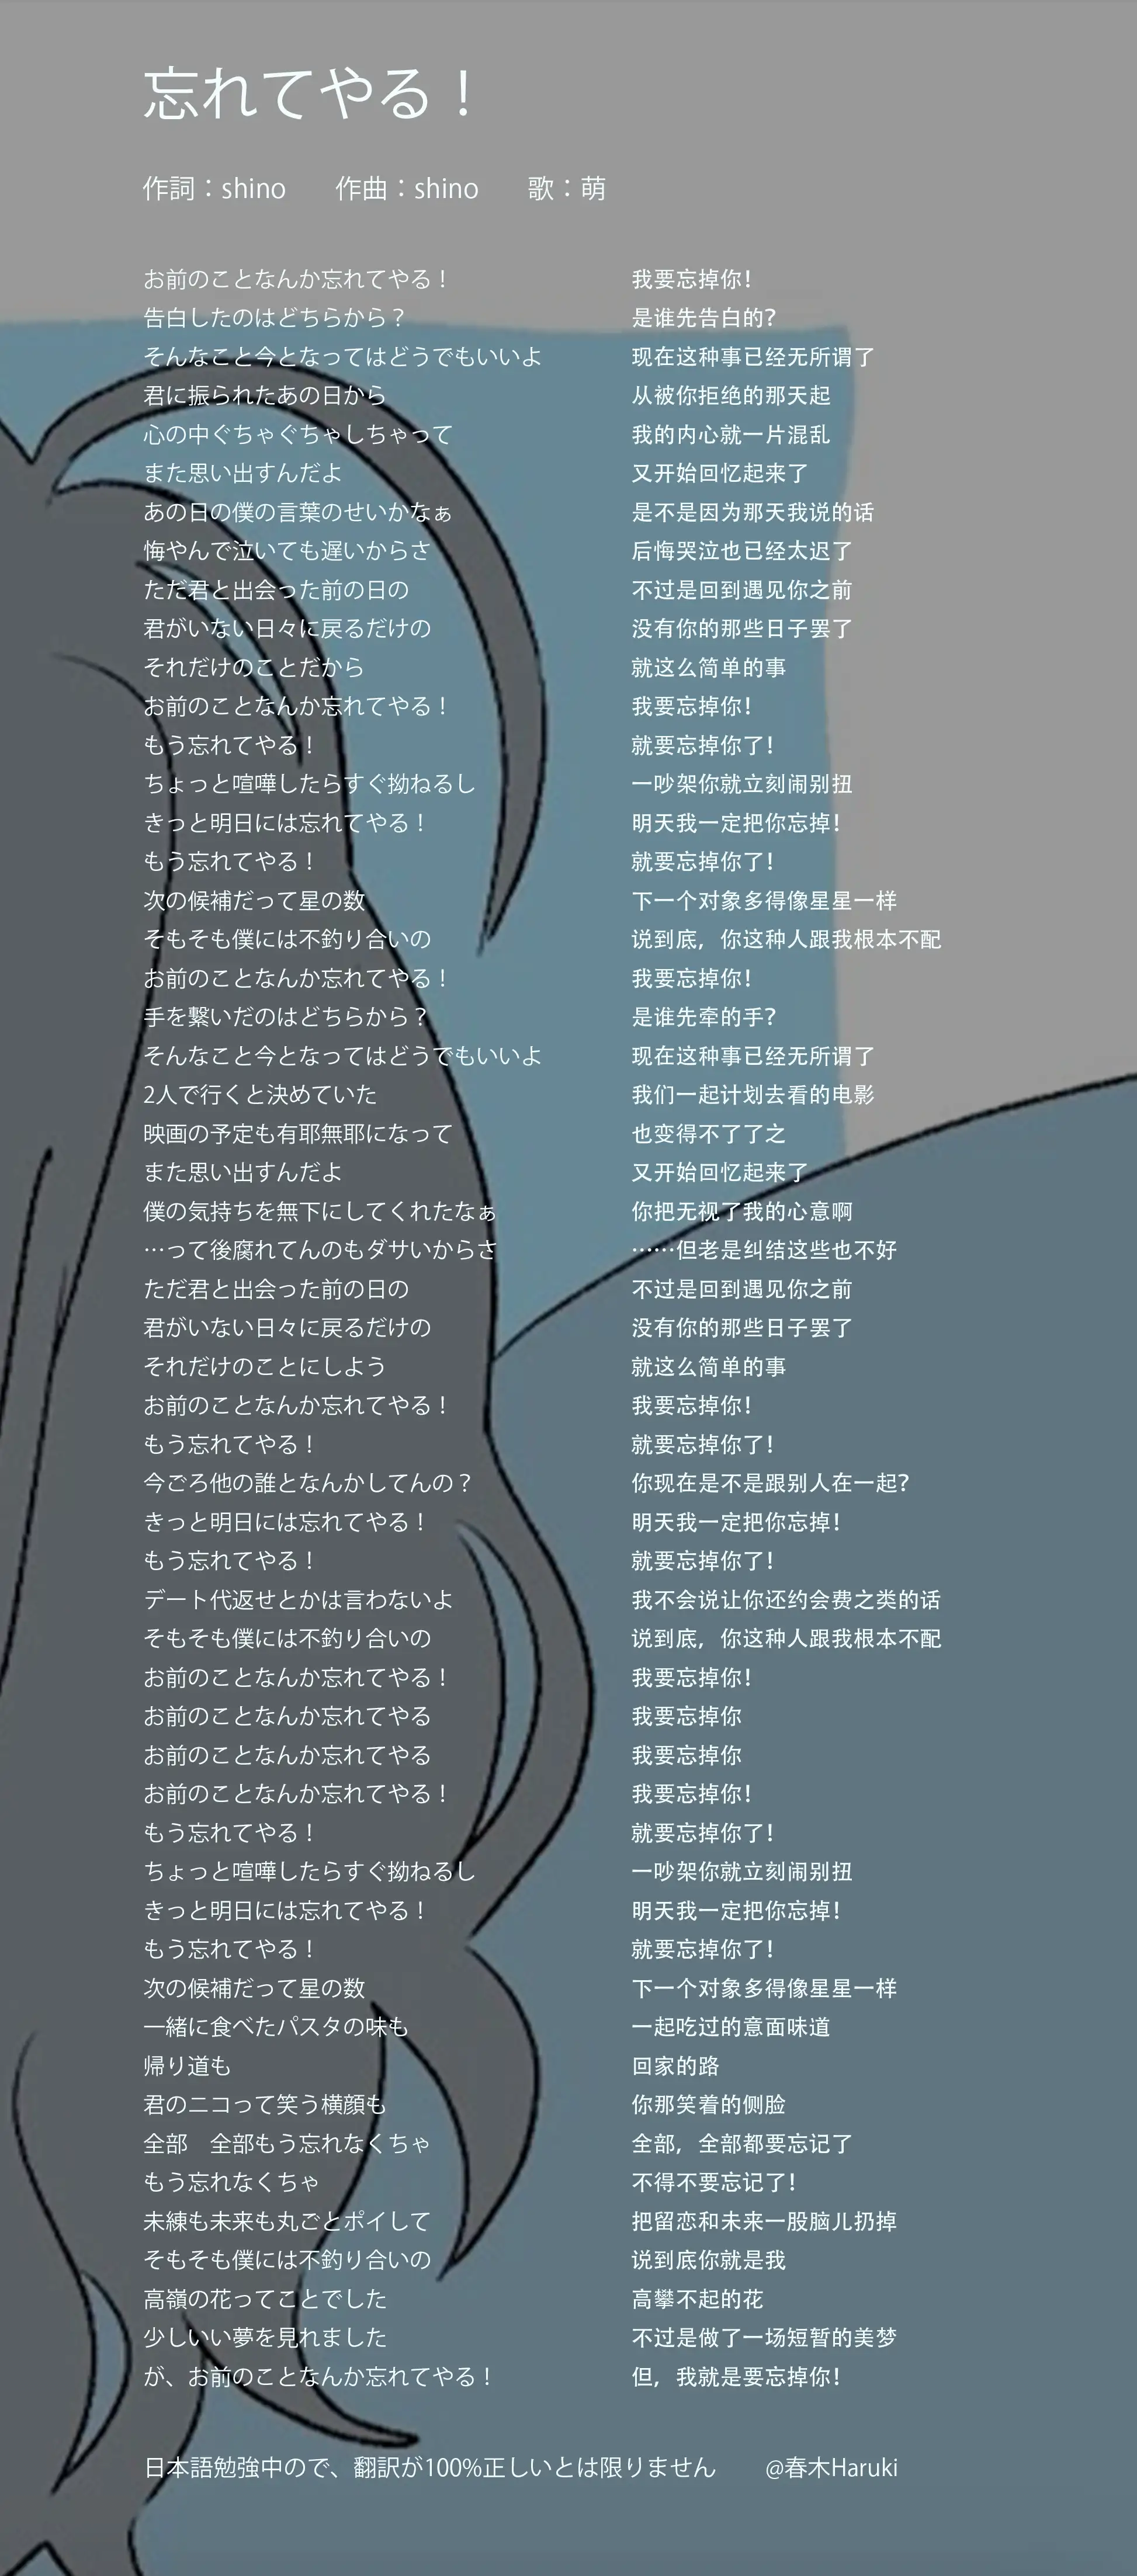 忘れてやる！
作詞：shino　作曲：shino　歌：萌
お前のことなんか忘れてやる！　我要忘掉你！
告白したのはどちらから？　是谁先告白的？
そんなこと今となってはどうでもいいよ　现在这种事已经无所谓了
君に振られたあの日から　从被你拒绝的那天起
心の中ぐちゃぐちゃしちゃって　我的内心就一片混乱
また思い出すんだよ　又开始回忆起来了
あの日の僕の言葉のせいかなぁ　是不是因为那天我说的话
悔やんで泣いても遅いからさ　后悔哭泣也已经太迟了
ただ君と出会った前の日の　不过是回到遇见你之前
君がいない日々に戻るだけの　没有你的那些日子罢了
それだけのことだから　就这么简单的事
お前のことなんか忘れてやる！　我要忘掉你！
もう忘れてやる！　就要忘掉你了！
ちょっと喧嘩したらすぐ拗ねるし　一吵架你就立刻闹别扭
きっと明日には忘れてやる！　明天我一定把你忘掉！
もう忘れてやる！　就要忘掉你了！
次の候補だって星の数　下一个对象多得像星星一样
そもそも僕には不釣り合いの　说到底，你这种人跟我根本不配
お前のことなんか忘れてやる！　我要忘掉你！
手を繋いだのはどちらから？　是谁先牵的手？
そんなこと今となってはどうでもいいよ　现在这种事已经无所谓了
2人で行くと決めていた　我们一起计划去看的电影
映画の予定も有耶無耶になって　也变得不了了之
また思い出すんだよ　又开始回忆起来了
僕の気持ちを無下にしてくれたなぁ　你把无视了我的心意啊
…って後腐れてんのもダサいからさ　……但老是纠结这些也不好
ただ君と出会った前の日の　不过是回到遇见你之前
君がいない日々に戻るだけの　没有你的那些日子罢了
それだけのことにしよう　就这么简单的事
お前のことなんか忘れてやる！　我要忘掉你！
もう忘れてやる！　就要忘掉你了！
今ごろ他の誰となんかしてんの？　你现在是不是跟别人在一起？
きっと明日には忘れてやる！　明天我一定把你忘掉！
もう忘れてやる！　就要忘掉你了！
デート代返せとかは言わないよ　我不会说让你还约会费之类的话
そもそも僕には不釣り合いの　说到底，你这种人跟我根本不配
お前のことなんか忘れてやる！　我要忘掉你！
お前のことなんか忘れてやる　我要忘掉你
お前のことなんか忘れてやる　我要忘掉你
お前のことなんか忘れてやる！　我要忘掉你！
もう忘れてやる！　就要忘掉你了！
ちょっと喧嘩したらすぐ拗ねるし　一吵架你就立刻闹别扭
きっと明日には忘れてやる！　明天我一定把你忘掉！
もう忘れてやる！　就要忘掉你了！
次の候補だって星の数　下一个对象多得像星星一样
一緒に食べたパスタの味も　一起吃过的意面味道
帰り道も　回家的路
君のニコって笑う横顔も　你那笑着的侧脸
全部　全部もう忘れなくちゃ　全部，全部都要忘记了
もう忘れなくちゃ　不得不要忘记了！
未練も未来も丸ごとポイして　把留恋和未来一股脑儿扔掉
そもそも僕には不釣り合いの　说到底你就是我
高嶺の花ってことでした　高攀不起的花
少しいい夢を見れました　不过是做了一场短暂的美梦
が、お前のことなんか忘れてやる！　但，我就是要忘掉你！
日本語勉強中ので、翻訳が100%正しいとは限りません　@春木Haruki